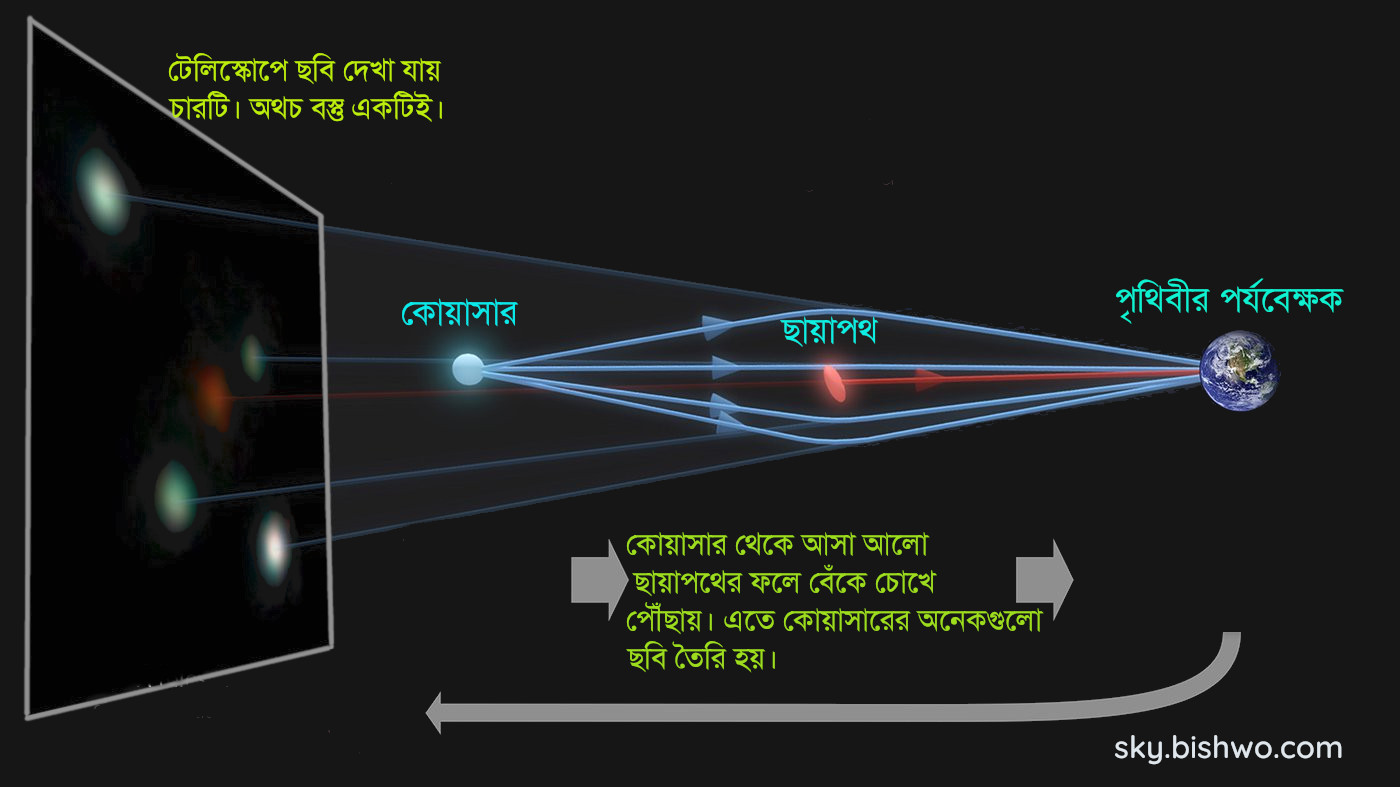 টেলিস্কোপে ছবি দেখা যায়
চারটি। অথচ বস্তু একটিই।
কোয়াসার
ছায়াপথ
পৃথিবীর পর্যবেক্ষক
কোয়াসার থেকে আসা আলো
ছায়াপথের ফলে বেঁকে চোখে
পৌঁছায়। এতে কোয়াসারের অনেকগুলো
ছবি তৈরি হয়।
sky.bishwo.com